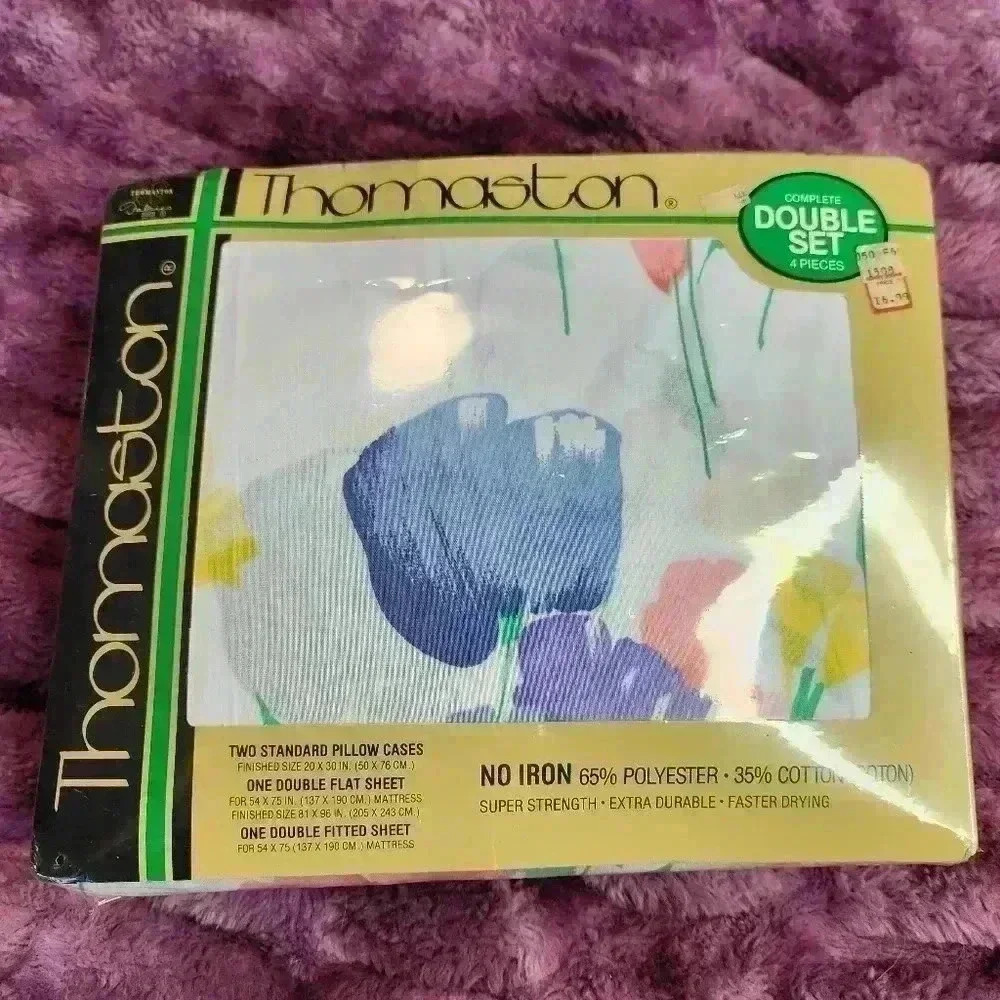 THOMASTON
Thomaston®
COMPLETE
DOUBLE
SET
4 PIECES
PRICE
Thomaston®
TWO STANDARD PILLOW CASES
FINISHED SIZE 20 X 30 IN. (50 X 76 CM.)
ONE DOUBLE FLAT SHEET
FOR 54 X 75 IN. (137 X 190 CM.) MATTRESS
FINISHED SIZE 81 X 96 IN. (205 X 243 CM.)
ONE DOUBLE FITTED SHEET
FOR 54 X 75 (137 X 190 CM.) MATTRESS
NO IRON 65% POLYESTER • 35% COTTON
SUPER STRENGTH • EXTRA DURABLE • FASTER DRYING